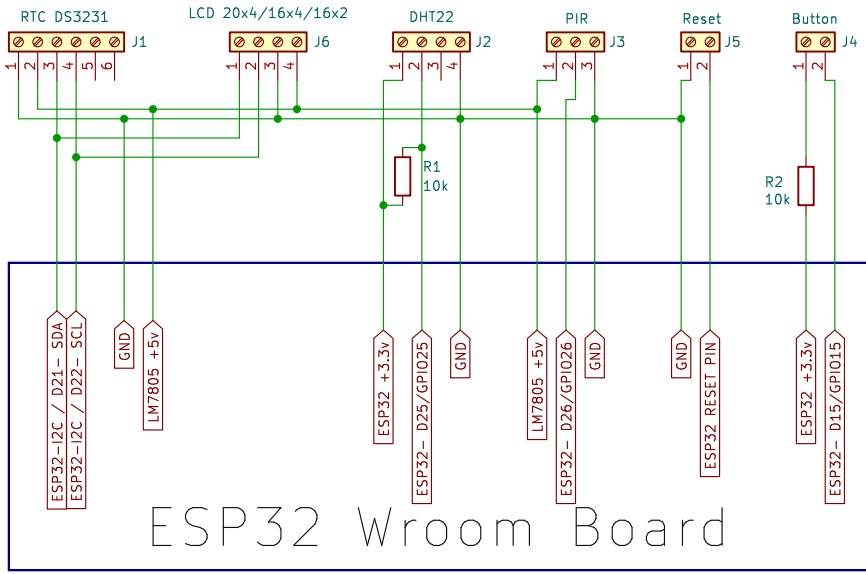 RTC DS3231
LCD 20x4/16x4/16x2
DHT22
PIR
Reset
Button
J1
J6
J2
J3
J5
J4
1 2 3 4 5 6
1 2 3 4
1 2 3 4
1 2 3
1 2
1 2
R1
10k
R2
10k
ESP32-I2C / D21- SDA
ESP32-I2C / D22- SCL
GND
LM7805 +5v
ESP32 +3.3v
ESP32- D25/GPIO25
GND
LM7805 +5v
ESP32- D26/GPIO26
GND
GND
ESP32 RESET PIN
ESP32 +3.3v
ESP32- D15/GPIO15
ESP32 Wroom Board